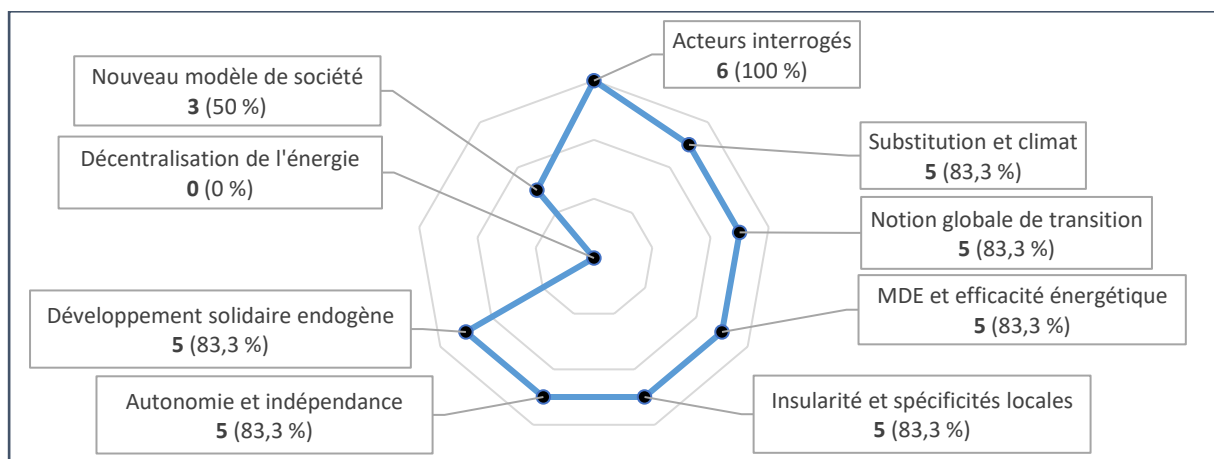 Acteurs interrogés
6 (100 %)
Nouveau modèle de société
3 (50 %)
Substitution et climat
5 (83,3 %)
Décentralisation de l'énergie
0 (0 %)
Notion globale de transition
5 (83,3 %)
MDE et efficacité énergétique
5 (83,3 %)
Développement solidaire endogène
5 (83,3 %)
Autonomie et indépendance
5 (83,3 %)
Insularité et spécificités locales
5 (83,3 %)